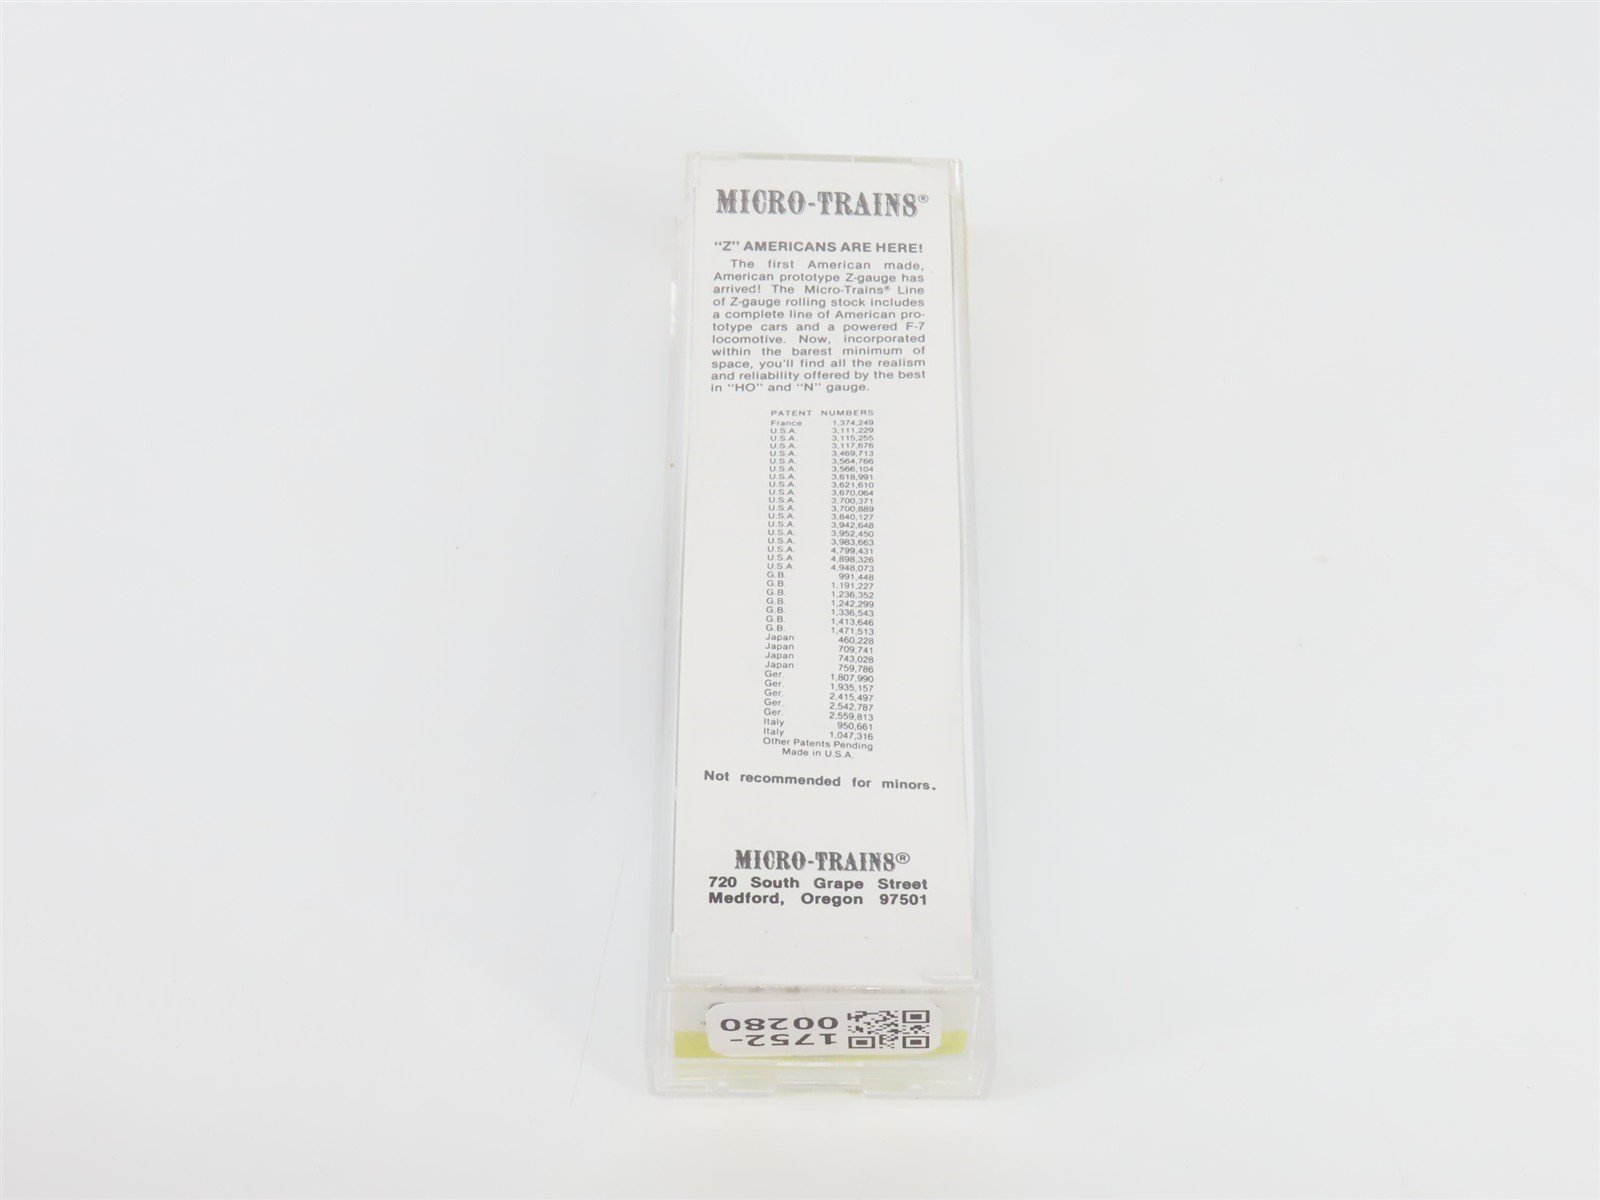 MICRO-TRAINS®
"Z" AMERICANS ARE HERE!
The first American made,
American prototype Z-gauge has
arrived! The Micro-Trains® Line
of Z-gauge rolling stock includes
a complete line of American pro-
totype cars and a powered F-7
locomotive. Now, incorporated
within the barest minimum of
space, you'll find all the realism
and reliability offered by the best
in "HO" and "N" gauge.
PATENT NUMBERS
France 1,374,249
U.S.A. 3,111,229
U.S.A. 3,115,255
U.S.A. 3,117,676
U.S.A. 3,469,713
U.S.A. 3,564,766
U.S.A. 3,566,104
U.S.A. 3,618,991
U.S.A. 3,621,610
U.S.A. 3,670,064
U.S.A. 3,700,371
U.S.A. 3,700,889
U.S.A. 3,840,127
U.S.A. 3,942,648
U.S.A. 3,952,450
U.S.A. 3,983,663
U.S.A. 4,799,431
U.S.A. 4,898,326
U.S.A. 4,948,073
G.B. 991,448
G.B. 1,191,227
G.B. 1,236,352
G.B. 1,242,299
G.B. 1,336,543
G.B. 1,413,646
G.B. 1,471,513
Japan 460,228
Japan 709,741
Japan 743,028
Japan 759,786
Ger. 1,807,990
Ger. 1,935,157
Ger. 2,415,497
Ger. 2,542,787
Ger. 2,559,813
Italy 950,661
Italy 1,047,316
Other Patents Pending
Made in U.S.A.
Not recommended for minors.
MICRO-TRAINS®
720 South Grape Street
Medford, Oregon 97501
1752-
00280